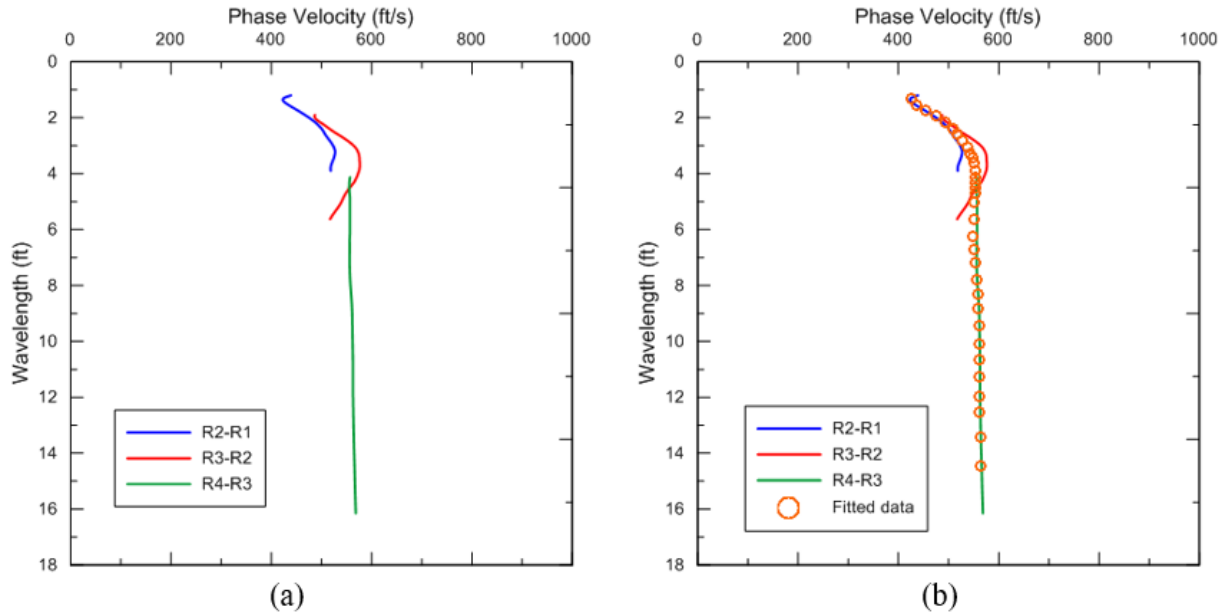 Phase Velocity (ft/s)
0 200 400 600 800 1000
0
2
4
6
8
10
12
14
16
18
Wavelength (ft)
R2-R1
R3-R2
R4-R3
(a)
Phase Velocity (ft/s)
0 200 400 600 800 1000
0
2
4
6
8
10
12
14
16
18
Wavelength (ft)
R2-R1
R3-R2
R4-R3
Fitted data
(b)